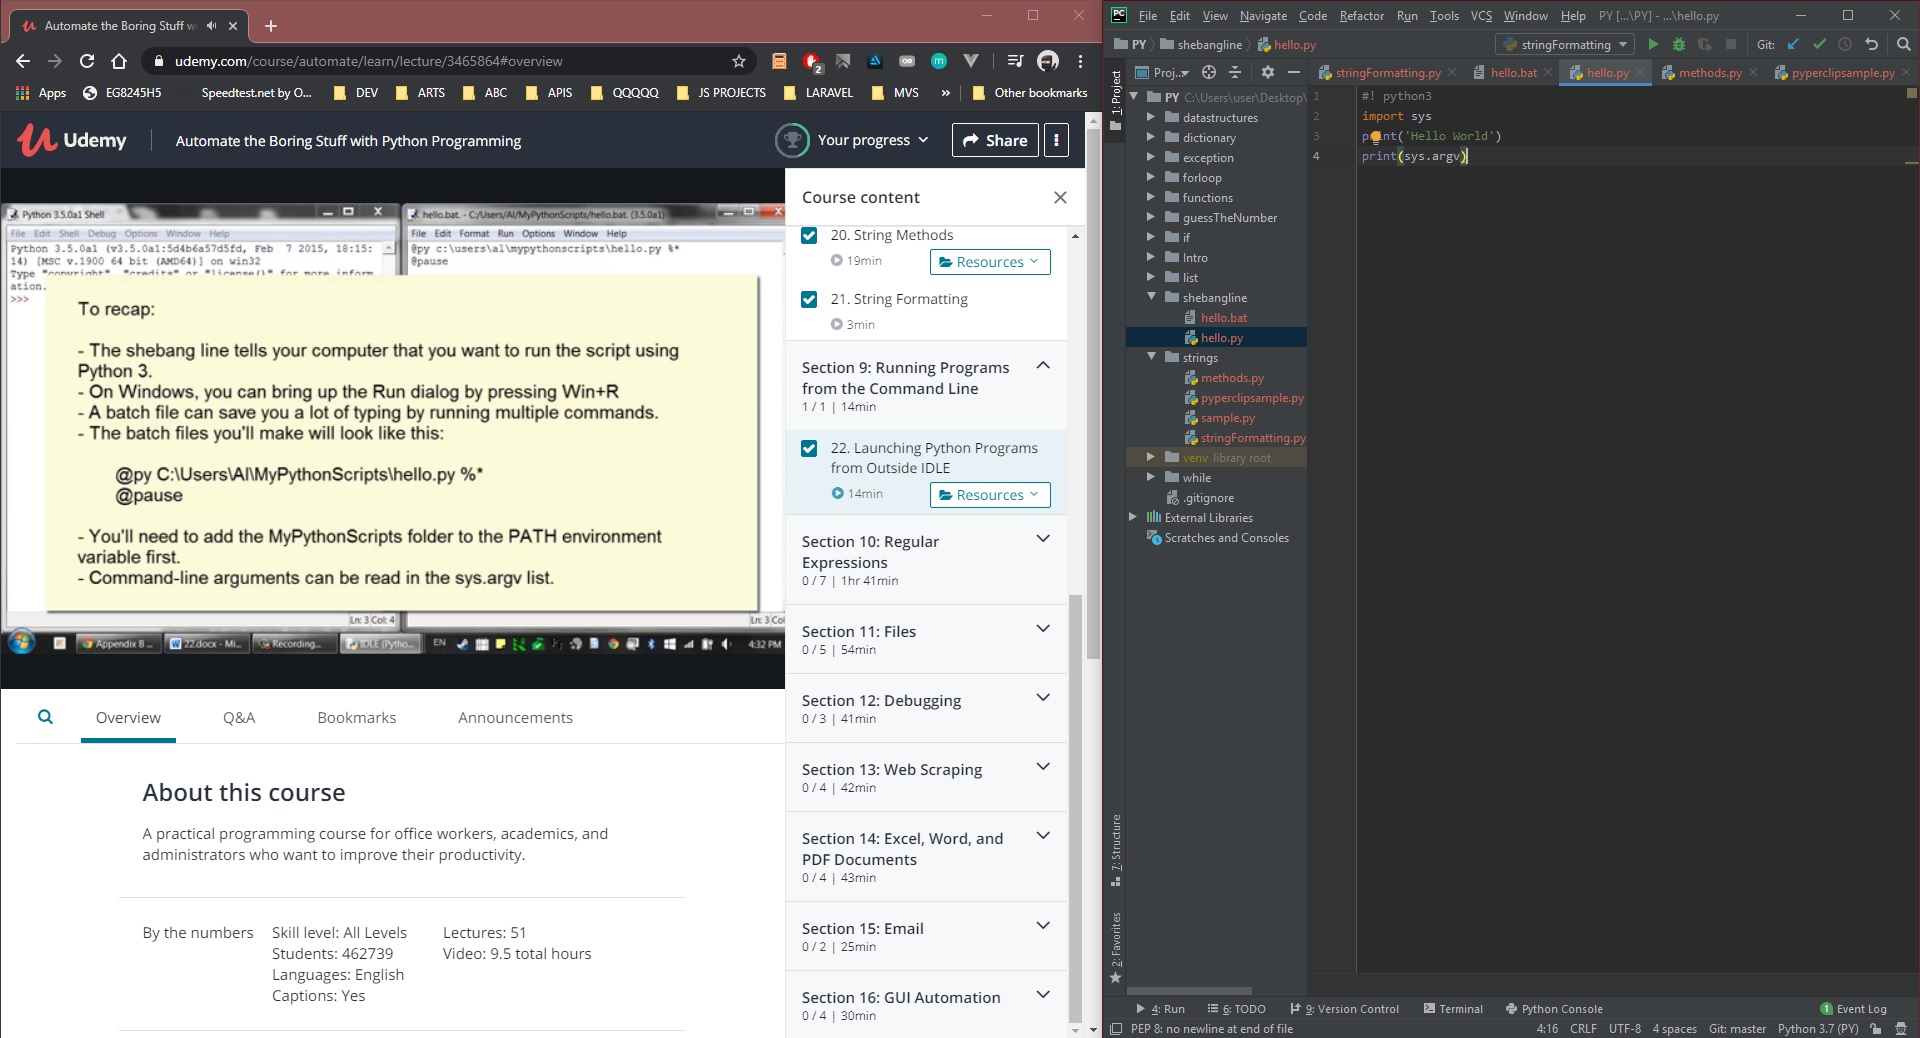 Automate the Boring Stuff w
udemy.com/course/automate/learn/lecture/3465864#overview
2
Apps
EG8245H5
Speedtest.net by O...
DEV
ARTS
ABC
APIS
QQQQQ
JS PROJECTS
LARAVEL
MVS
»
Other bookmarks
Udemy
Automate the Boring Stuff with Python Programming
Your progress
Share
Python 3.5.0a1 Shell
File Edit Shell Debug Options Window Help
Python 3.5.0a1 (v3.5.0a1:5d4b6a57d5fd, Feb 7 2015, 18:15:
14) [MSC v.1900 64 bit (AMD64)] on win32
Type "copyright", "credits" or "license()" for more inform
ation.
>>>
hello.bat. - C:/Users/Al/MyPythonScripts/hello.bat. (3.5.0a1)
File Edit Format Run Options Window Help
@py c:\users\al\mypythonscripts\hello.py %*
@pause
To recap:
- The shebang line tells your computer that you want to run the script using
Python 3.
- On Windows, you can bring up the Run dialog by pressing Win+R
- A batch file can save you a lot of typing by running multiple commands.
- The batch files you'll make will look like this:
@py C:\Users\Al\MyPythonScripts\hello.py %*
@pause
- You'll need to add the MyPythonScripts folder to the PATH environment
variable first.
- Command-line arguments can be read in the sys.argv list.
Ln: 3 Col: 4
Ln: 3 Col
Appendix B ...
22.docx - Mi...
Recording...
IDLE (Pytho...
EN
4:32 PM
Course content
20. String Methods
19min
Resources
21. String Formatting
3min
Section 9: Running Programs
from the Command Line
1 / 1 | 14min
22. Launching Python Programs
from Outside IDLE
14min
Resources
Section 10: Regular
Expressions
0 / 7 | 1hr 41min
Section 11: Files
0 / 5 | 54min
Section 12: Debugging
0 / 3 | 41min
Section 13: Web Scraping
0 / 4 | 42min
Section 14: Excel, Word, and
PDF Documents
0 / 4 | 43min
Section 15: Email
0 / 2 | 25min
Section 16: GUI Automation
0 / 4 | 30min
Overview
Q&A
Bookmarks
Announcements
About this course
A practical programming course for office workers, academics, and
administrators who want to improve their productivity.
By the numbers
Skill level: All Levels
Students: 462739
Languages: English
Captions: Yes
Lectures: 51
Video: 9.5 total hours
PC File Edit View Navigate Code Refactor Run Tools VCS Window Help PY [...\PY] - ...\hello.py
PY
shebangline
hello.py
stringFormatting
Git:
1: Project
Proj..
stringFormatting.py
hello.bat
hello.py
methods.py
pyperclipsample.py
PY C:\Users\user\Desktop\
datastructures
dictionary
exception
forloop
functions
guessTheNumber
if
Intro
list
shebangline
hello.bat
hello.py
strings
methods.py
pyperclipsample.py
sample.py
stringFormatting.py
venv library root
while
.gitignore
External Libraries
Scratches and Consoles
1 #! python3
2 import sys
3 print('Hello World')
4 print(sys.argv)
7: Structure
2: Favorites
4: Run
6: TODO
9: Version Control
Terminal
Python Console
1 Event Log
PEP 8: no newline at end of file
4:16 CRLF UTF-8 4 spaces Git: master Python 3.7 (PY)